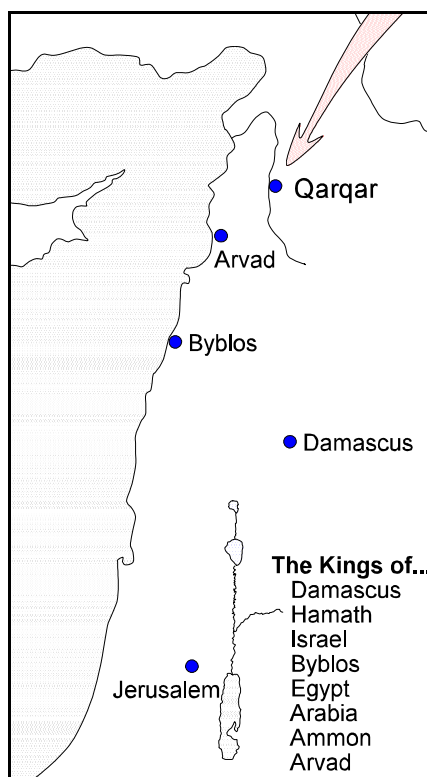 Qarqar
Arvad
Byblos
Damascus
The Kings of...
Damascus
Hamath
Israel
Byblos
Egypt
Arabia
Ammon
Arvad
Jerusalem